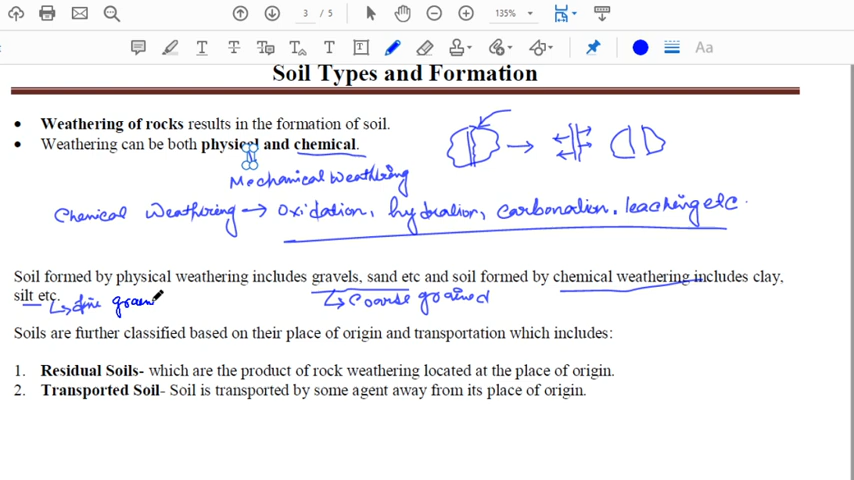 3 / 5
135%
Aa
Soil Types and Formation
• Weathering of rocks results in the formation of soil.
• Weathering can be both physical and chemical.
Mechanical Weathering
Chemical Weathering → Oxidation, hydration, carbonation, leaching etc.
Soil formed by physical weathering includes gravels, sand etc and soil formed by chemical weathering includes clay,
silt etc.
fine grain
Coarse grained
Soils are further classified based on their place of origin and transportation which includes:
1. Residual Soils- which are the product of rock weathering located at the place of origin.
2. Transported Soil- Soil is transported by some agent away from its place of origin.